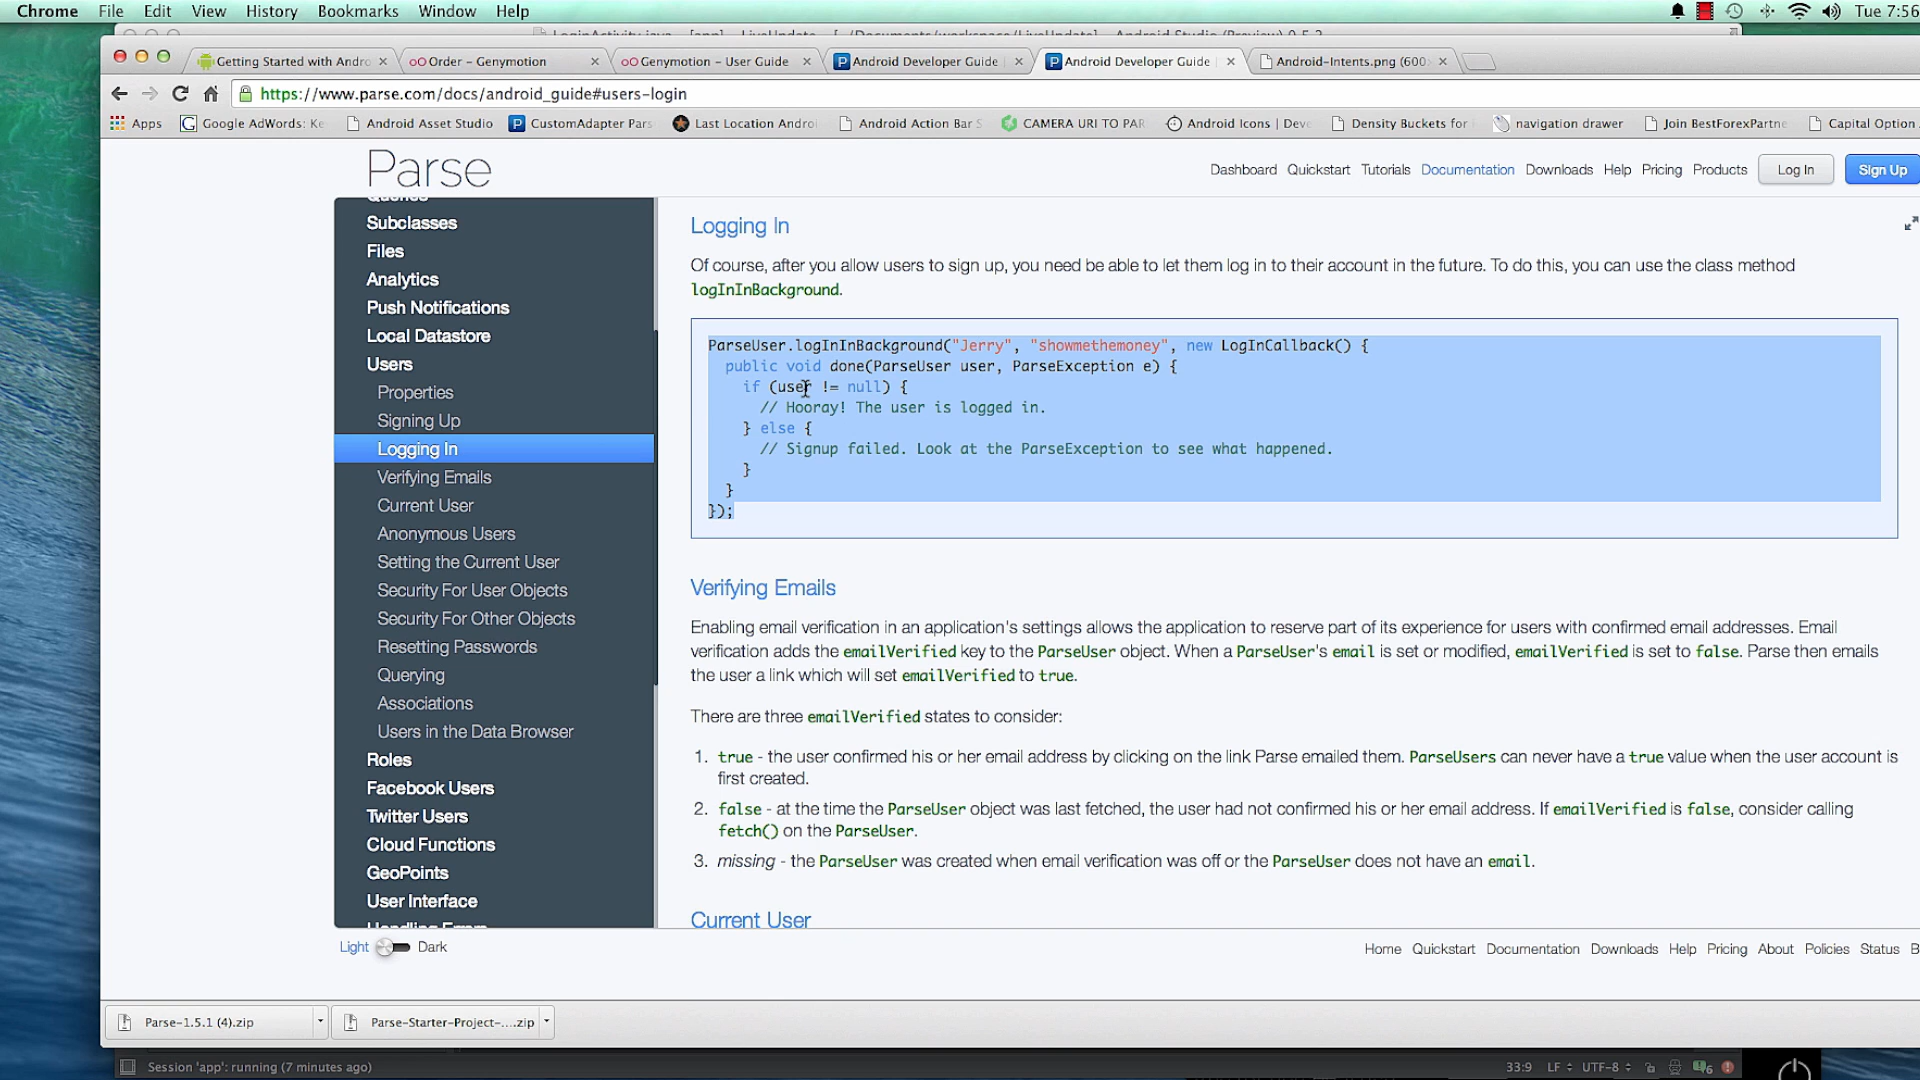 Chrome File Edit View History Bookmarks Window Help Tue 7:56
Getting Started with Andro
Order – Genymotion
Genymotion – User Guide
Android Developer Guide
Android Developer Guide
Android-Intents.png (600×
https://www.parse.com/docs/android_guide#users-login
Apps Google AdWords: Ke Android Asset Studio CustomAdapter Pars Last Location Andro Android Action Bar S CAMERA URI TO PAR Android Icons | Deve Density Buckets for navigation drawer Join BestForexPartne Capital Option
Parse
Dashboard Quickstart Tutorials Documentation Downloads Help Pricing Products Log In Sign Up
Queries
Subclasses
Files
Analytics
Push Notifications
Local Datastore
Users
Properties
Signing Up
Logging In
Verifying Emails
Current User
Anonymous Users
Setting the Current User
Security For User Objects
Security For Other Objects
Resetting Passwords
Querying
Associations
Users in the Data Browser
Roles
Facebook Users
Twitter Users
Cloud Functions
GeoPoints
User Interface
Light Dark
Logging In
Of course, after you allow users to sign up, you need be able to let them log in to their account in the future. To do this, you can use the class method
logInInBackground.
ParseUser.logInInBackground("Jerry", "showmethemoney", new LogInCallback() {
public void done(ParseUser user, ParseException e) {
if (user != null) {
// Hooray! The user is logged in.
} else {
// Signup failed. Look at the ParseException to see what happened.
}
}
});
Verifying Emails
Enabling email verification in an application's settings allows the application to reserve part of its experience for users with confirmed email addresses. Email
verification adds the emailVerified key to the ParseUser object. When a ParseUser's email is set or modified, emailVerified is set to false. Parse then emails
the user a link which will set emailVerified to true.
There are three emailVerified states to consider:
1. true - the user confirmed his or her email address by clicking on the link Parse emailed them. ParseUsers can never have a true value when the user account is
first created.
2. false - at the time the ParseUser object was last fetched, the user had not confirmed his or her email address. If emailVerified is false, consider calling
fetch() on the ParseUser.
3. missing - the ParseUser was created when email verification was off or the ParseUser does not have an email.
Current User
Home Quickstart Documentation Downloads Help Pricing About Policies Status B
Parse-1.5.1 (4).zip
Parse-Starter-Project-....zip
Session 'app': running (7 minutes ago)
33:9 LF UTF-8